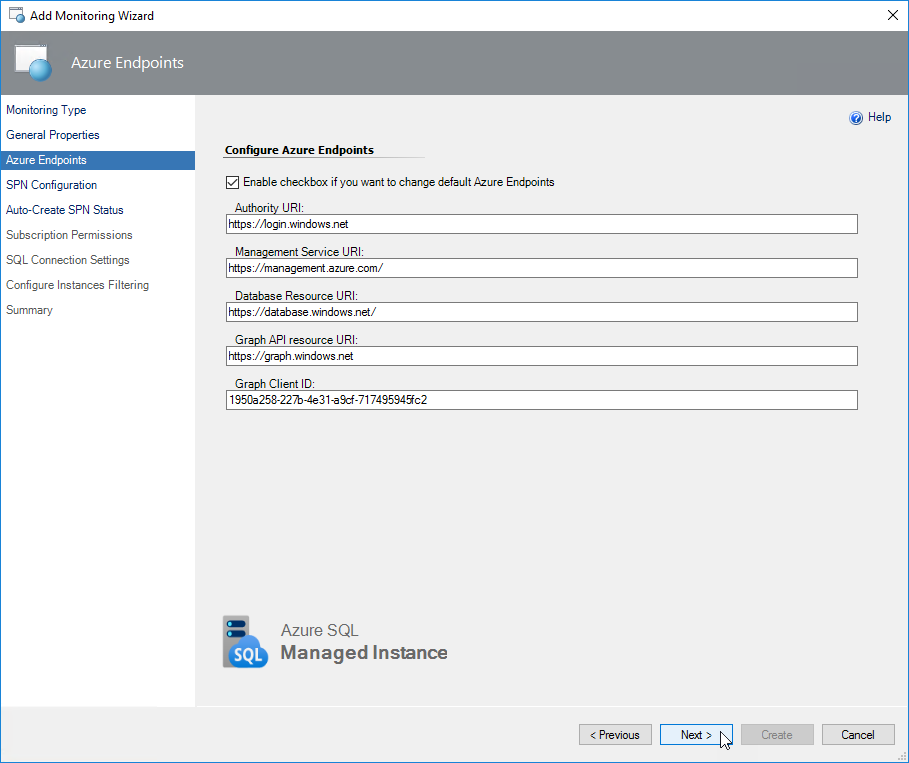 Add Monitoring Wizard
Azure Endpoints
Monitoring Type
General Properties
Azure Endpoints
SPN Configuration
Auto-Create SPN Status
Subscription Permissions
SQL Connection Settings
Configure Instances Filtering
Summary
Help
Configure Azure Endpoints
Enable checkbox if you want to change default Azure Endpoints
Authority URI:
https://login.windows.net
Management Service URI:
https://management.azure.com/
Database Resource URI:
https://database.windows.net/
Graph API resource URI:
https://graph.windows.net
Graph Client ID:
1950a258-227b-4e31-a9cf-717495945fc2
SQL
Azure SQL
Managed Instance
< Previous
Next >
Create
Cancel